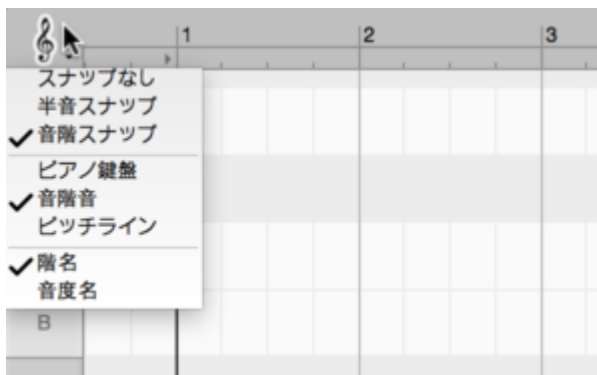 1 2 3
スナップなし
半音スナップ
音階スナップ
ピアノ鍵盤
音階音
ピッチライン
階名
音度名
B